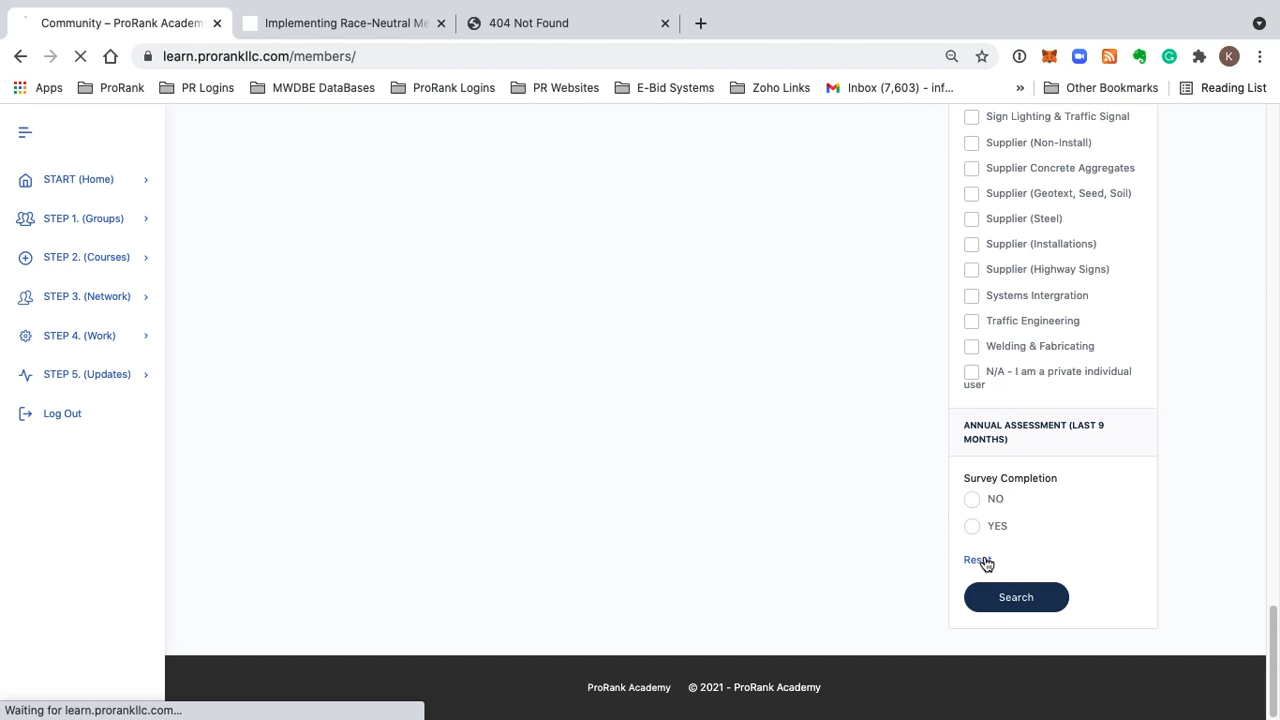 Community – ProRank Academ
Implementing Race-Neutral Me
404 Not Found
learn.prorankllc.com/members/
K
Apps
ProRank
PR Logins
MWDBE DataBases
ProRank Logins
PR Websites
E-Bid Systems
Zoho Links
Inbox (7,603) - inf...
»
Other Bookmarks
Reading List
START (Home)
STEP 1. (Groups)
STEP 2. (Courses)
STEP 3. (Network)
STEP 4. (Work)
STEP 5. (Updates)
Log Out
Sign Lighting & Traffic Signal
Supplier (Non-Install)
Supplier Concrete Aggregates
Supplier (Geotext, Seed, Soil)
Supplier (Steel)
Supplier (Installations)
Supplier (Highway Signs)
Systems Intergration
Traffic Engineering
Welding & Fabricating
N/A - I am a private individual
user
ANNUAL ASSESSMENT (LAST 9
MONTHS)
Survey Completion
NO
YES
Reset
Search
ProRank Academy © 2021 - ProRank Academy
Waiting for learn.prorankllc.com...